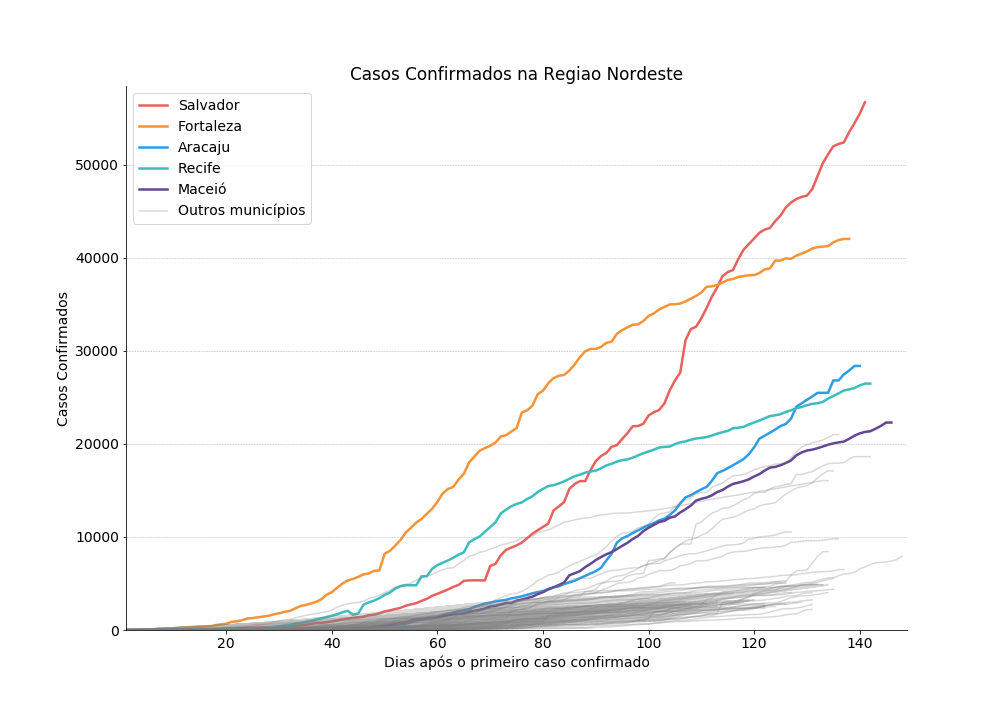 Casos Confirmados na Regiao Nordeste
Salvador
Fortaleza
Aracaju
Recife
Maceió
Outros municípios
Casos Confirmados
50000
40000
30000
20000
10000
0
20 40 60 80 100 120 140
Dias após o primeiro caso confirmado